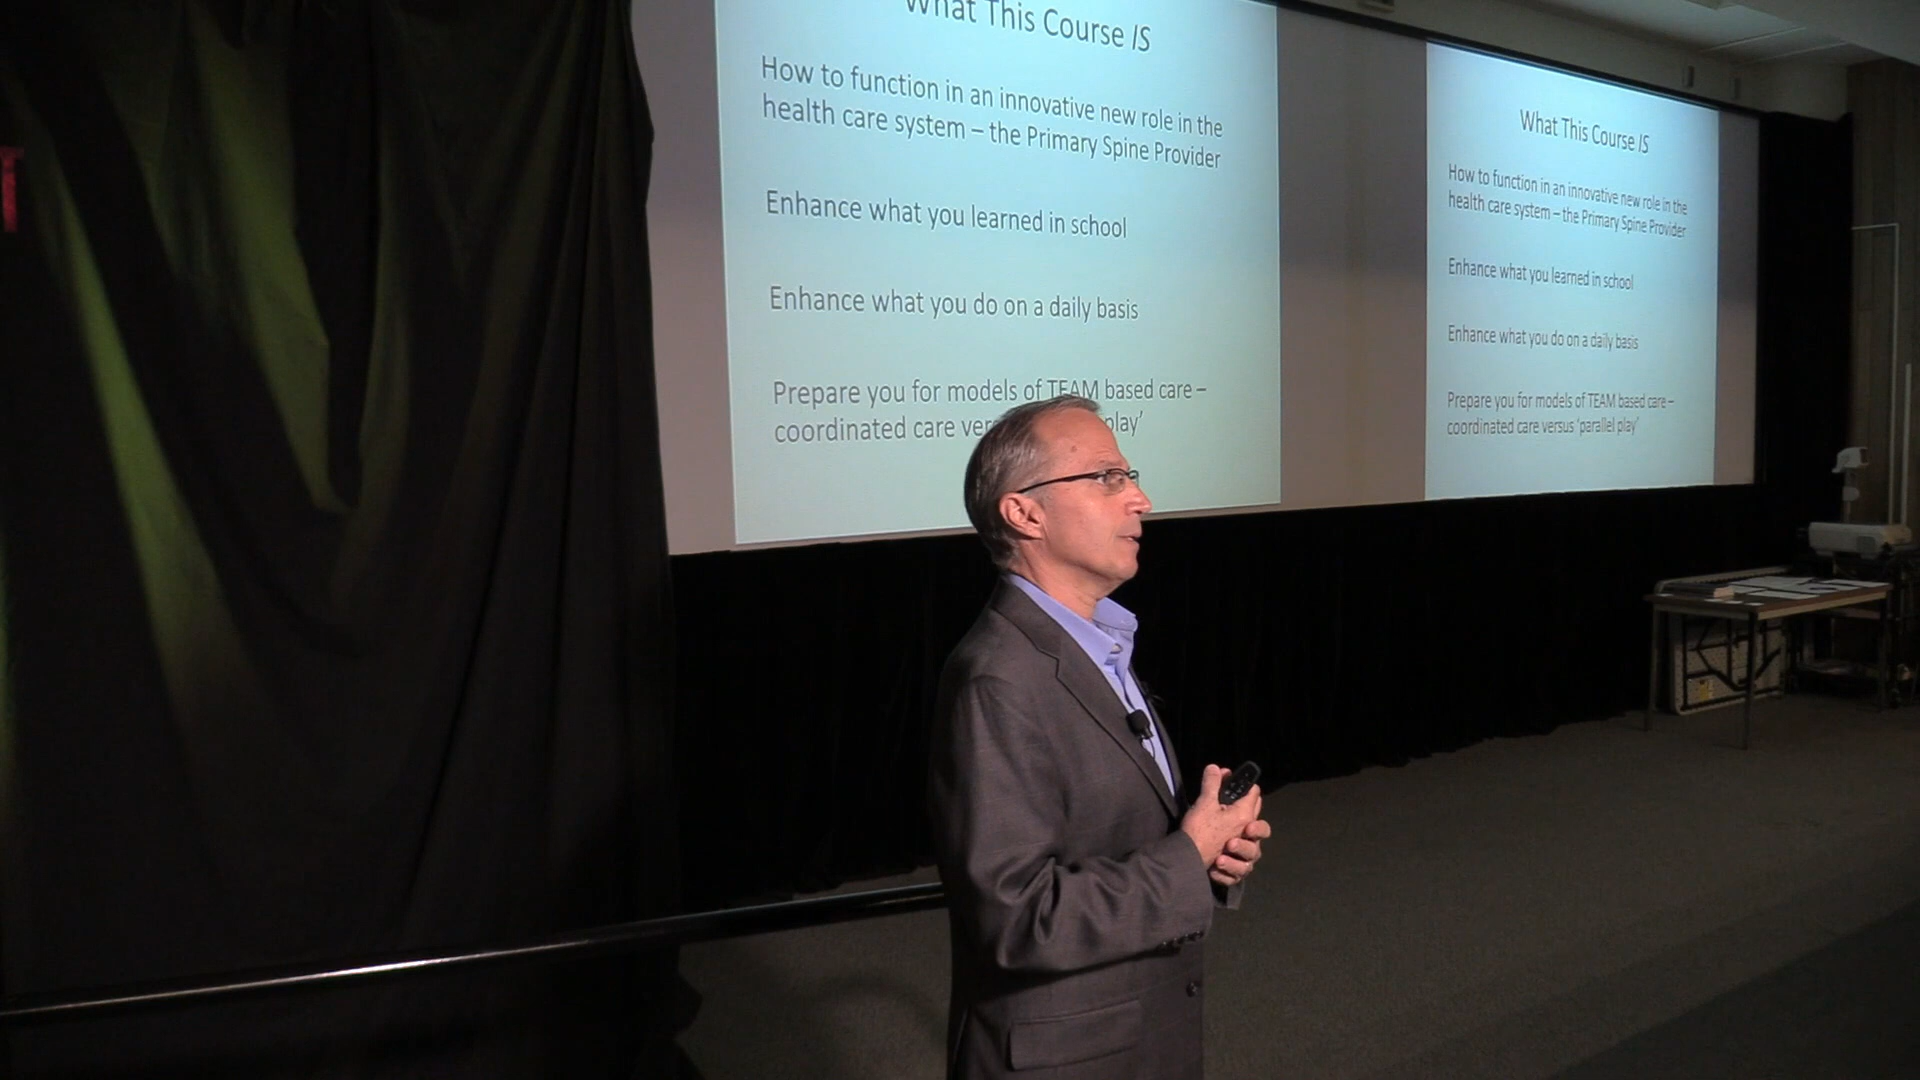 What This Course IS
How to function in an innovative new role in the
health care system – the Primary Spine Provider
Enhance what you learned in school
Enhance what you do on a daily basis
Prepare you for models of TEAM based care –
coordinated care ver play’
What This Course IS
How to function in an innovative new role in the
health care system – the Primary Spine Provider
Enhance what you learned in school
Enhance what you do on a daily basis
Prepare you for models of TEAM based care –
coordinated care versus ‘parallel play’